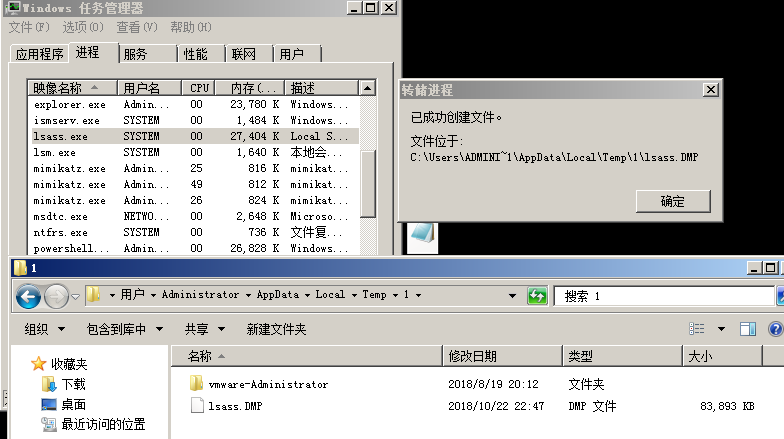 Windows 任务管理器
文件(F) 选项(O) 查看(V) 帮助(H)
应用程序 进程 服务 性能 联网 用户
映像名称 用户名 CPU 内存(... 描述
explorer.exe Admin... 00 23,780 K Windows...
ismserv.exe SYSTEM 00 1,484 K Windows...
lsass.exe SYSTEM 00 27,404 K Local S...
lsm.exe SYSTEM 00 1,640 K 本地会...
mimikatz.exe Admin... 25 816 K mimikat...
mimikatz.exe Admin... 49 812 K mimikat...
mimikatz.exe Admin... 26 824 K mimikat...
msdtc.exe NETWO... 00 2,648 K Microso...
ntfrs.exe SYSTEM 00 736 K 文件复...
powershell... Admin... 00 26,828 K Windows...
转储进程
已成功创建文件。
文件位于:
C:\Users\ADMINI~1\AppData\Local\Temp\1\lsass.DMP
确定
1
用户 Administrator AppData Local Temp 1
搜索 1
组织 包含到库中 共享 新建文件夹
收藏夹
下载
桌面
最近访问的位置
名称 修改日期 类型 大小
vmware-Administrator 2018/8/19 20:12 文件夹
lsass.DMP 2018/10/22 22:47 DMP 文件 83,893 KB